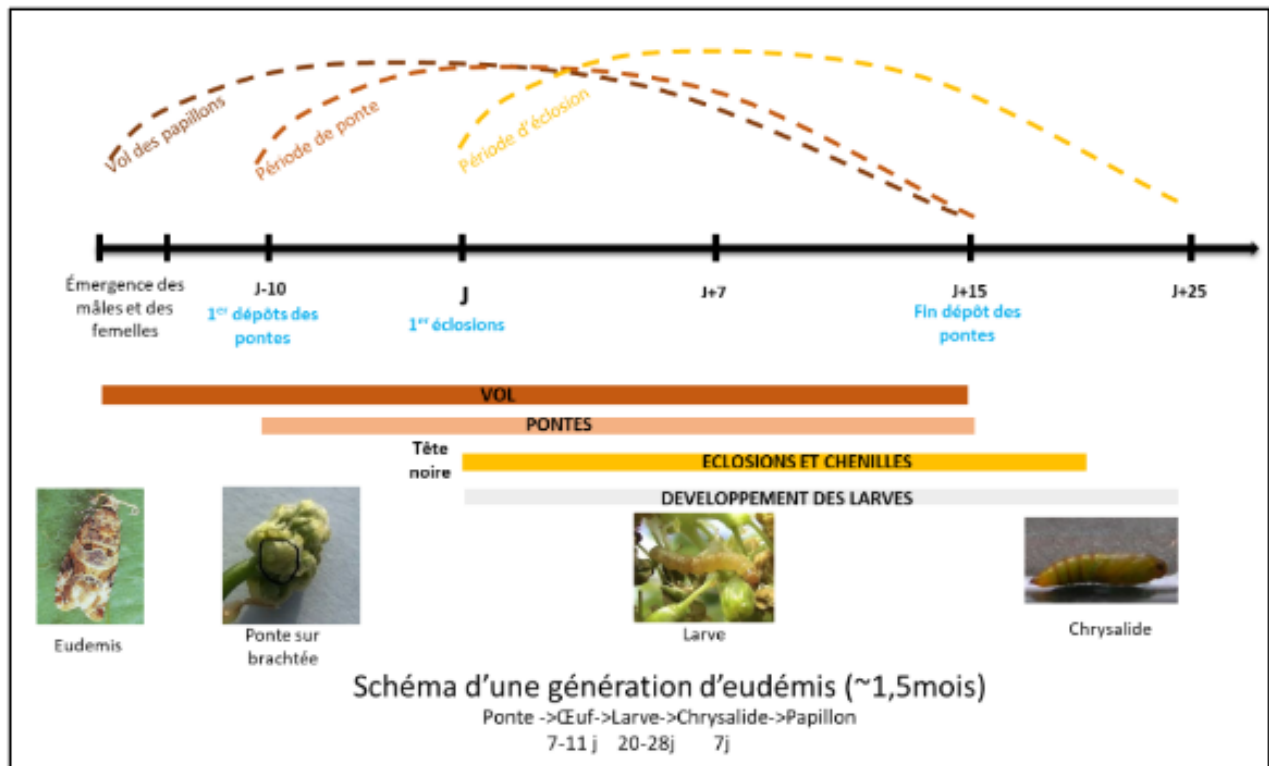 Vol des papillons
Période de ponte
Période d'éclosion
Émergence des
mâles et des
femelles
J-10
1er dépôts des
pontes
J
1er éclosions
J+7
J+15
Fin dépôt des
pontes
J+25
VOL
PONTES
Tête
noire
ECLOSIONS ET CHENILLES
DEVELOPPEMENT DES LARVES
Eudemis
Ponte sur
brachtée
Larve
Chrysalide
Schéma d'une génération d'eudémis (~1,5mois)
Ponte ->Œuf->Larve->Chrysalide->Papillon
7-11 j 20-28j 7j